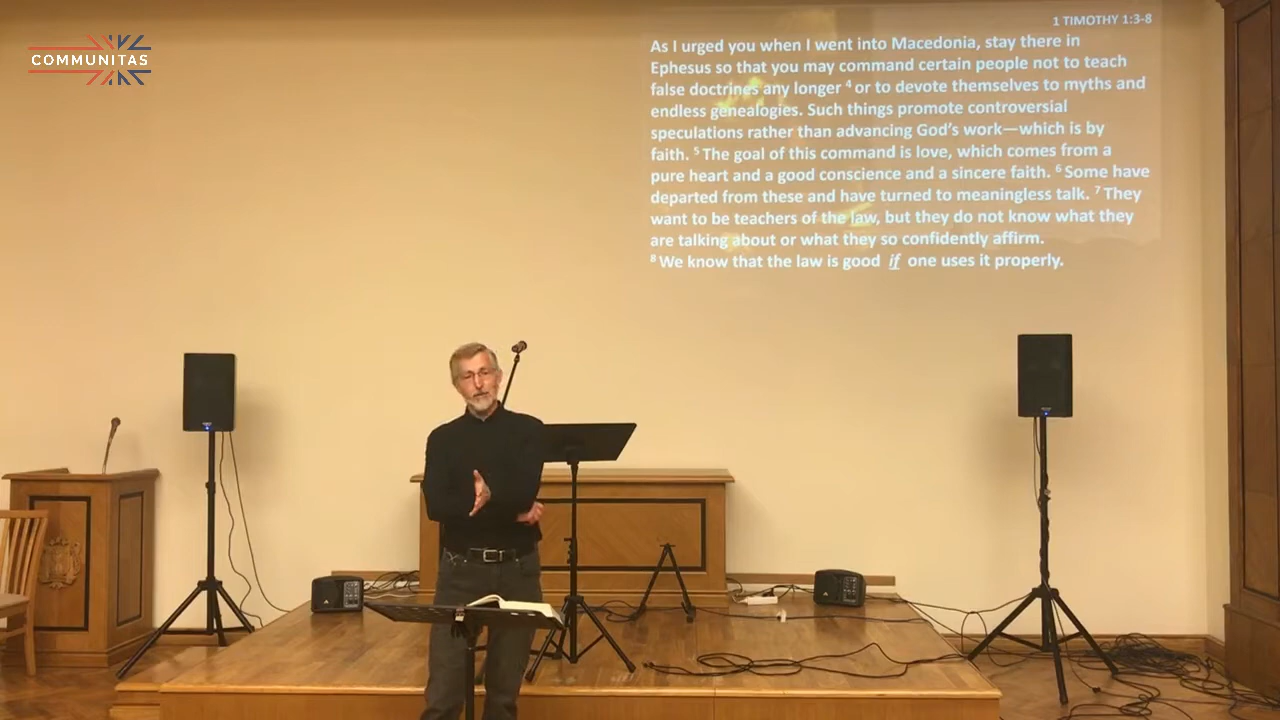 COMMUNITAS
1 TIMOTHY 1:3-8
As I urged you when I went into Macedonia, stay there in
Ephesus so that you may command certain people not to teach
false doctrines any longer ⁴ or to devote themselves to myths and
endless genealogies. Such things promote controversial
speculations rather than advancing God’s work—which is by
faith. ⁵ The goal of this command is love, which comes from a
pure heart and a good conscience and a sincere faith. ⁶ Some have
departed from these and have turned to meaningless talk. ⁷ They
want to be teachers of the law, but they do not know what they
are talking about or what they so confidently affirm.
⁸ We know that the law is good if one uses it properly.